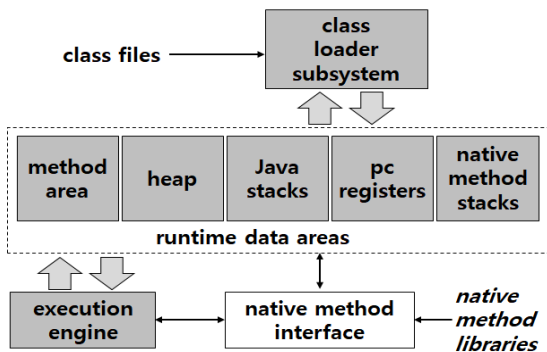 class files
class
loader
subsystem
method
area
heap
Java
stacks
pc
registers
native
method
stacks
runtime data areas
execution
engine
native method
interface
native
method
libraries